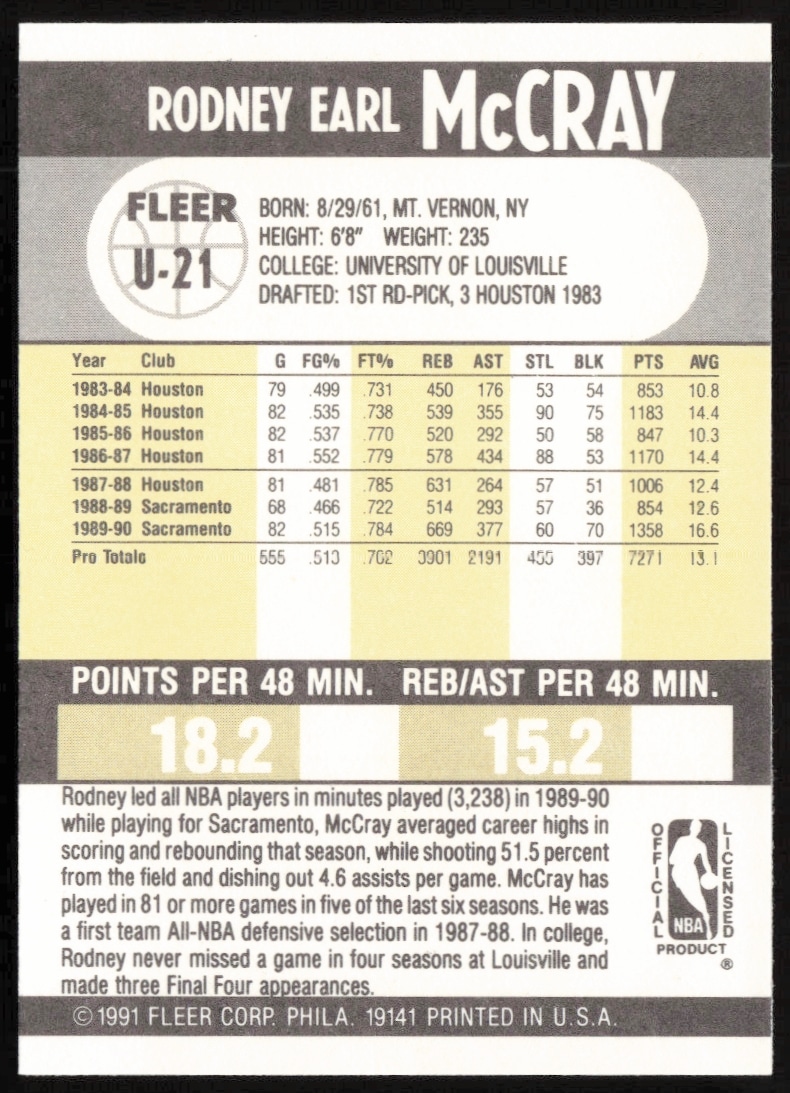 RODNEY EARL McCRAY
FLEER
U-21
BORN: 8/29/61, MT. VERNON, NY
HEIGHT: 6'8" WEIGHT: 235
COLLEGE: UNIVERSITY OF LOUISVILLE
DRAFTED: 1ST RD-PICK, 3 HOUSTON 1983
Year Club G FG% FT% REB AST STL BLK PTS AVG
1983-84 Houston 79 .499 .731 450 176 53 54 853 10.8
1984-85 Houston 82 .535 .738 539 355 90 75 1183 14.4
1985-86 Houston 82 .537 .770 520 292 50 58 847 10.3
1986-87 Houston 81 .552 .779 578 434 88 53 1170 14.4
1987-88 Houston 81 .481 .785 631 264 57 51 1006 12.4
1988-89 Sacramento 68 .466 .722 514 293 57 36 854 12.6
1989-90 Sacramento 82 .515 .784 669 377 60 70 1358 16.6
Pro Totals 555 .513 .762 3901 2191 455 397 7271 13.1
POINTS PER 48 MIN. REB/AST PER 48 MIN.
18.2 15.2
Rodney led all NBA players in minutes played (3,238) in 1989-90
while playing for Sacramento, McCray averaged career highs in
scoring and rebounding that season, while shooting 51.5 percent
from the field and dishing out 4.6 assists per game. McCray has
played in 81 or more games in five of the last six seasons. He was
a first team All-NBA defensive selection in 1987-88. In college,
Rodney never missed a game in four seasons at Louisville and
made three Final Four appearances.
OFFICIAL
LICENSED
NBA
PRODUCT
®
© 1991 FLEER CORP. PHILA. 19141 PRINTED IN U.S.A.